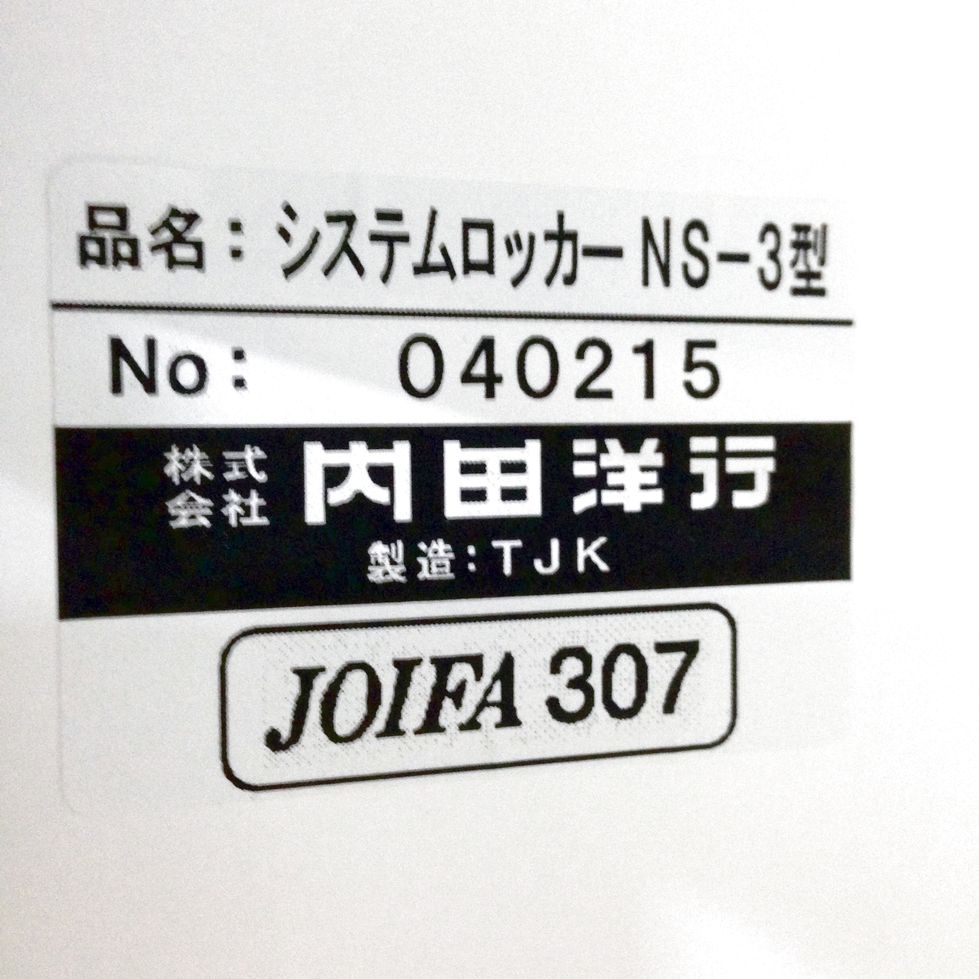 品名：システムロッカーNS－3型
No：　040215
株式会社 内田洋行
製造：TJK
JOIFA 307